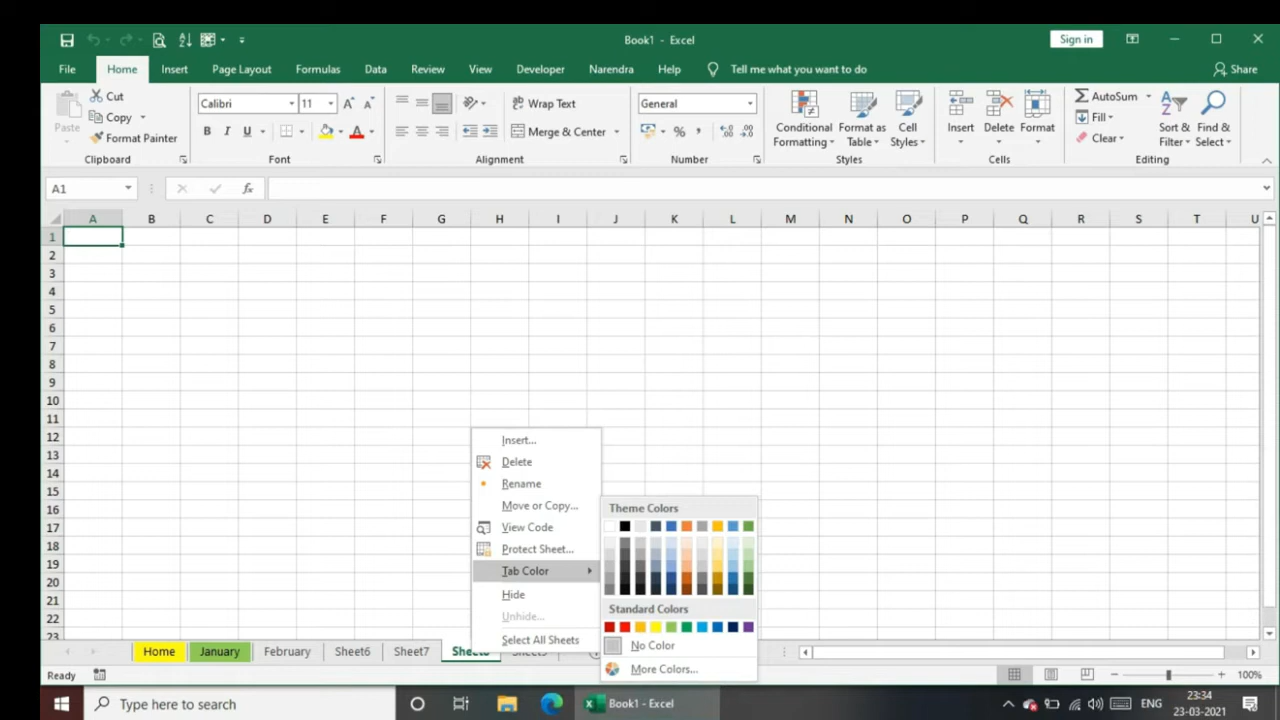 Book1 - Excel
Sign in
File Home Insert Page Layout Formulas Data Review View Developer Narendra Help Tell me what you want to do Share
Paste
Cut
Copy
Format Painter
Clipboard
Calibri 11
B I U
Font
Wrap Text
Merge & Center
Alignment
General
%
Number
Conditional Formatting
Format as Table
Cell Styles
Styles
Insert Delete Format
Cells
AutoSum
Fill
Clear
Sort & Filter
Find & Select
Editing
A1 fx
A B C D E F G H I J K L M N O P Q R S T U
1
2
3
4
5
6
7
8
9
10
11
12
13
14
15
16
17
18
19
20
21
22
23
Insert...
Delete
Rename
Move or Copy...
View Code
Protect Sheet...
Tab Color
Hide
Unhide...
Select All Sheets
Theme Colors
Standard Colors
No Color
More Colors...
Home January February Sheet6 Sheet7
Ready
100%
Type here to search
Book1 - Excel
ENG
23:34
23-03-2021